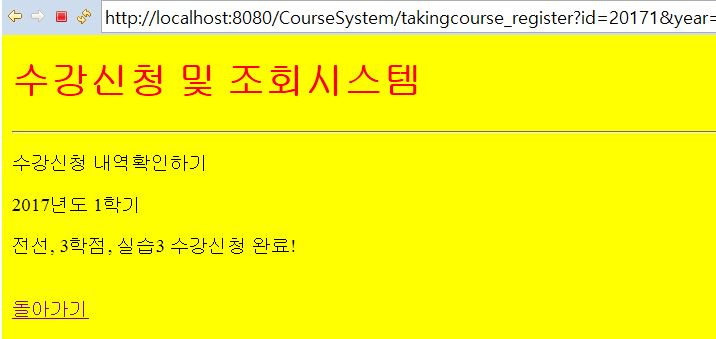 http://localhost:8080/CourseSystem/takingcourse_register?id=20171&year=
수강신청 및 조회시스템
수강신청 내역확인하기
2017년도 1학기
전선, 3학점, 실습3 수강신청 완료!
돌아가기